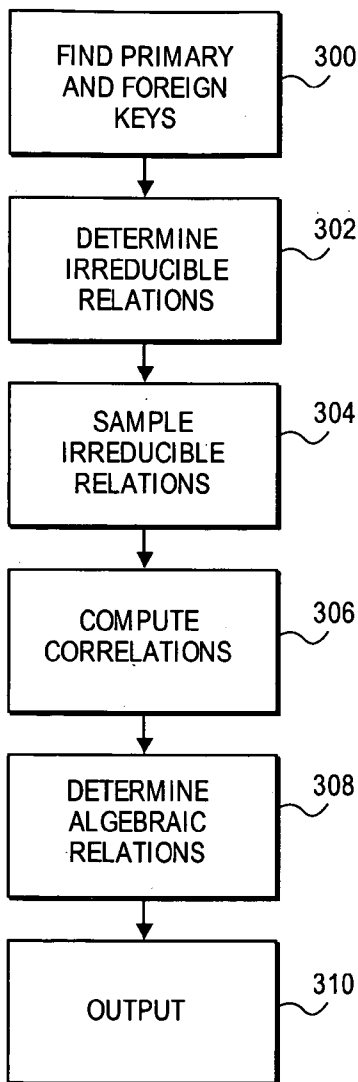 FIND PRIMARY
AND FOREIGN
KEYS
300
DETERMINE
IRREDUCIBLE
RELATIONS
302
SAMPLE
IRREDUCIBLE
RELATIONS
304
COMPUTE
CORRELATIONS
306
DETERMINE
ALGEBRAIC
RELATIONS
308
OUTPUT
310